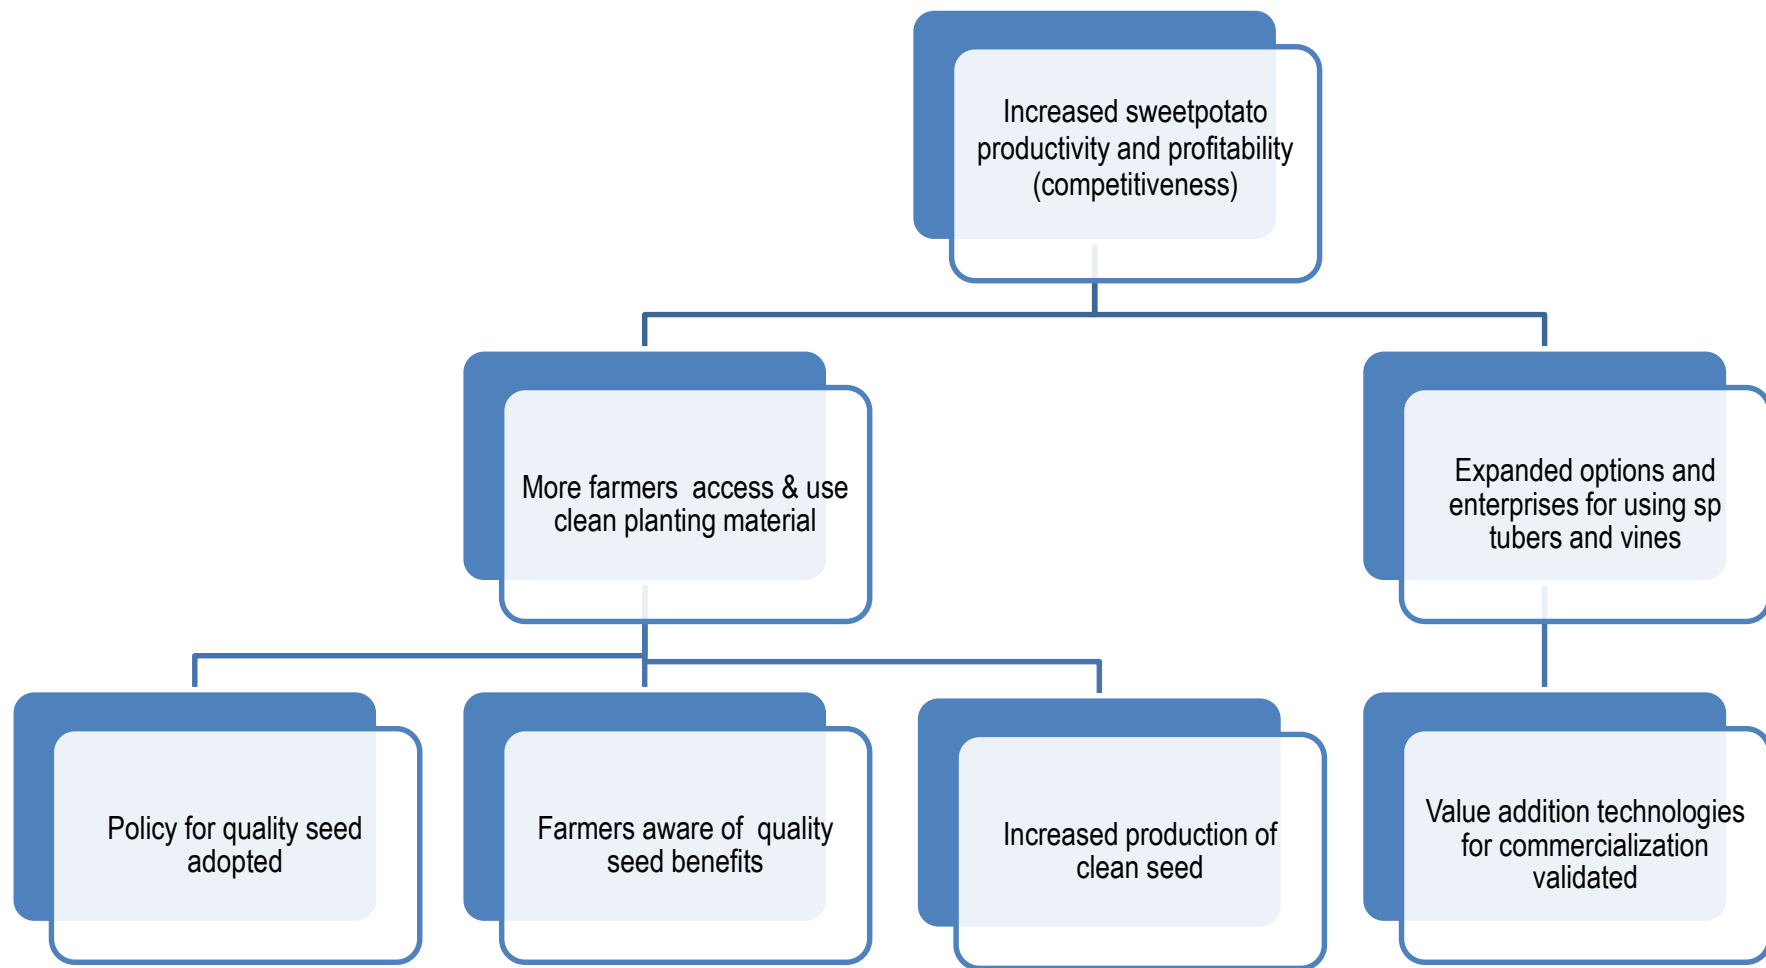 Increased sweetpotato
productivity and profitability
(competitiveness)
More farmers access & use
clean planting material
Expanded options and
enterprises for using sp
tubers and vines
Policy for quality seed
adopted
Farmers aware of quality
seed benefits
Increased production of
clean seed
Value addition technologies
for commercialization
validated